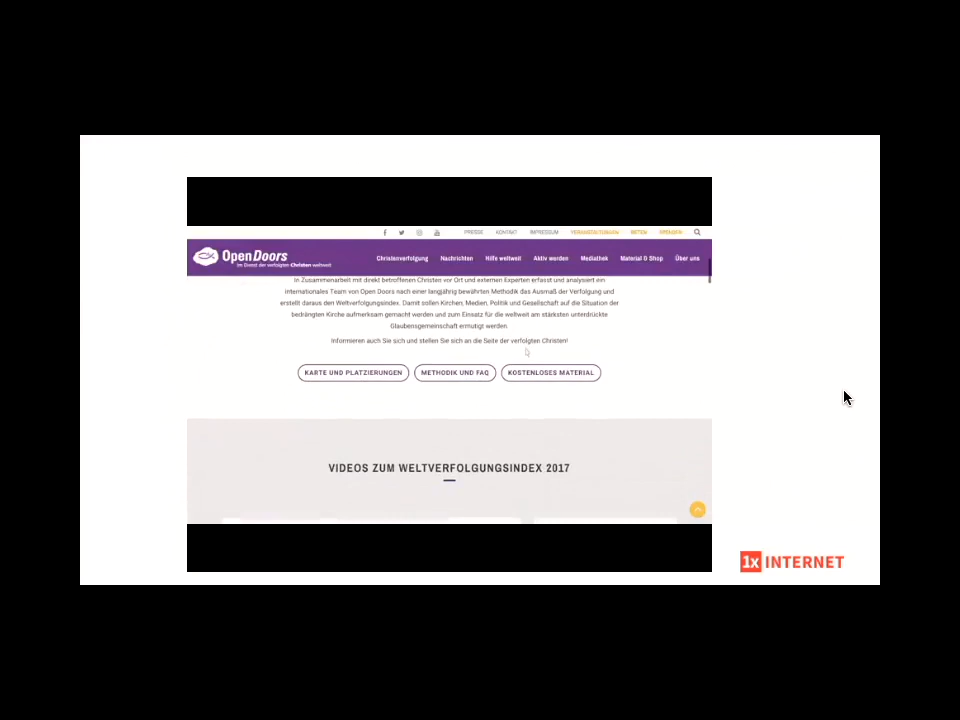 PRESSE KONTAKT IMPRESSUM VERANSTALTUNGEN BETEN SPENDEN
OpenDoors
Im Dienst der verfolgten Christen weltweit
Christenverfolgung Nachrichten Hilfe weltweit Aktiv werden Mediathek Material & Shop Über uns
In Zusammenarbeit mit direkt betroffenen Christen vor Ort und externen Experten erfasst und analysiert ein
internationales Team von Open Doors nach einer langjährig bewährten Methodik das Ausmaß der Verfolgung und
erstellt daraus den Weltverfolgungsindex. Damit sollen Kirchen, Medien, Politik und Gesellschaft auf die Situation der
bedrängten Kirche aufmerksam gemacht werden und zum Einsatz für die weltweit am stärksten unterdrückte
Glaubensgemeinschaft ermutigt werden.
Informieren auch Sie sich und stellen Sie sich an die Seite der verfolgten Christen!
KARTE UND PLATZIERUNGEN METHODIK UND FAQ KOSTENLOSES MATERIAL
VIDEOS ZUM WELTVERFOLGUNGSINDEX 2017
1x INTERNET